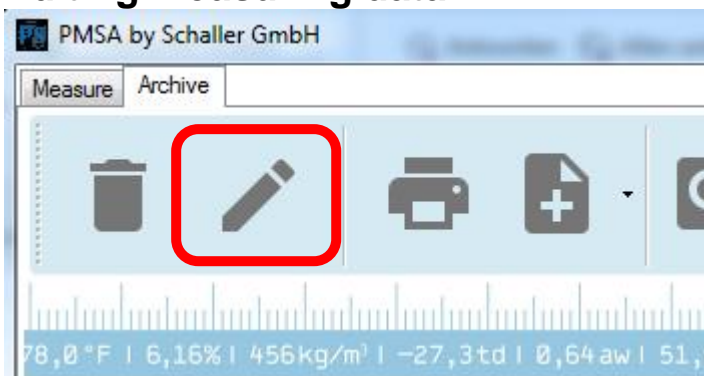 PMSA by Schaller GmbH
Measure Archive
78,0°F | 6,16% | 456kg/m³ | -27,3td | 0,64aw | 51,